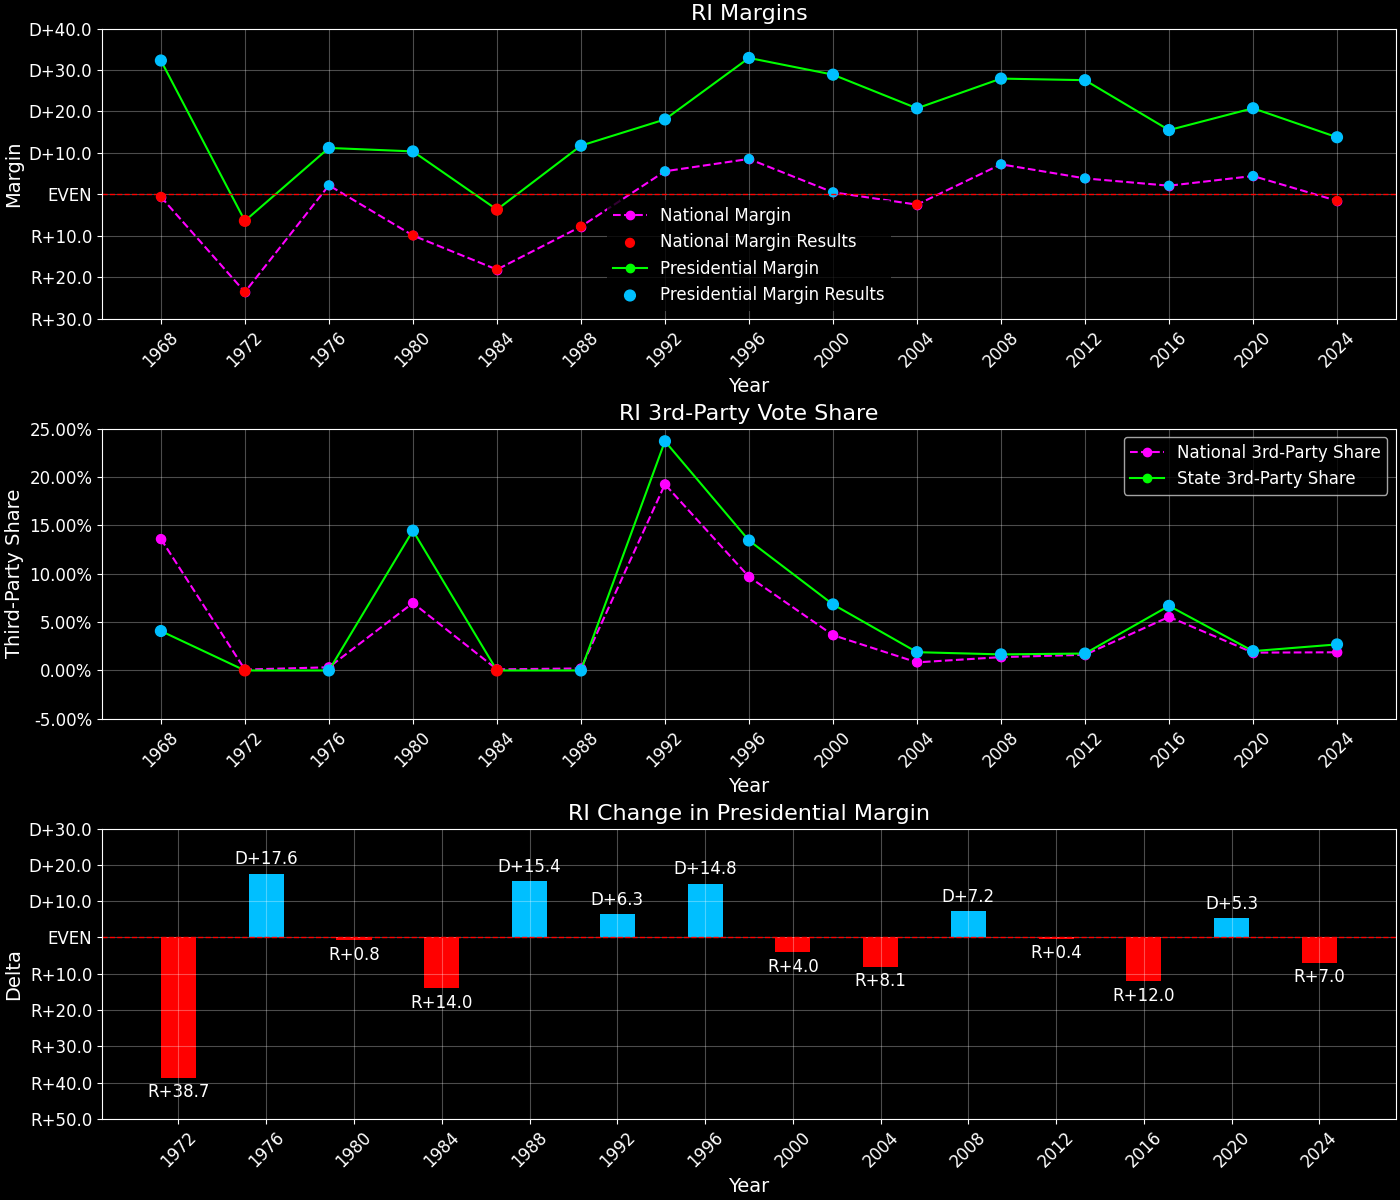 RI Margins
D+40.0
D+30.0
D+20.0
D+10.0
EVEN
R+10.0
R+20.0
R+30.0
Margin
National Margin
National Margin Results
Presidential Margin
Presidential Margin Results
1968 1972 1976 1980 1984 1988 1992 1996 2000 2004 2008 2012 2016 2020 2024
Year
RI 3rd-Party Vote Share
25.00%
20.00%
15.00%
10.00%
5.00%
0.00%
-5.00%
Third-Party Share
National 3rd-Party Share
State 3rd-Party Share
1968 1972 1976 1980 1984 1988 1992 1996 2000 2004 2008 2012 2016 2020 2024
Year
RI Change in Presidential Margin
D+30.0
D+20.0
D+10.0
EVEN
R+10.0
R+20.0
R+30.0
R+40.0
R+50.0
Delta
R+38.7
D+17.6
R+0.8
R+14.0
D+15.4
D+6.3
D+14.8
R+4.0
R+8.1
D+7.2
R+0.4
R+12.0
D+5.3
R+7.0
1972 1976 1980 1984 1988 1992 1996 2000 2004 2008 2012 2016 2020 2024
Year